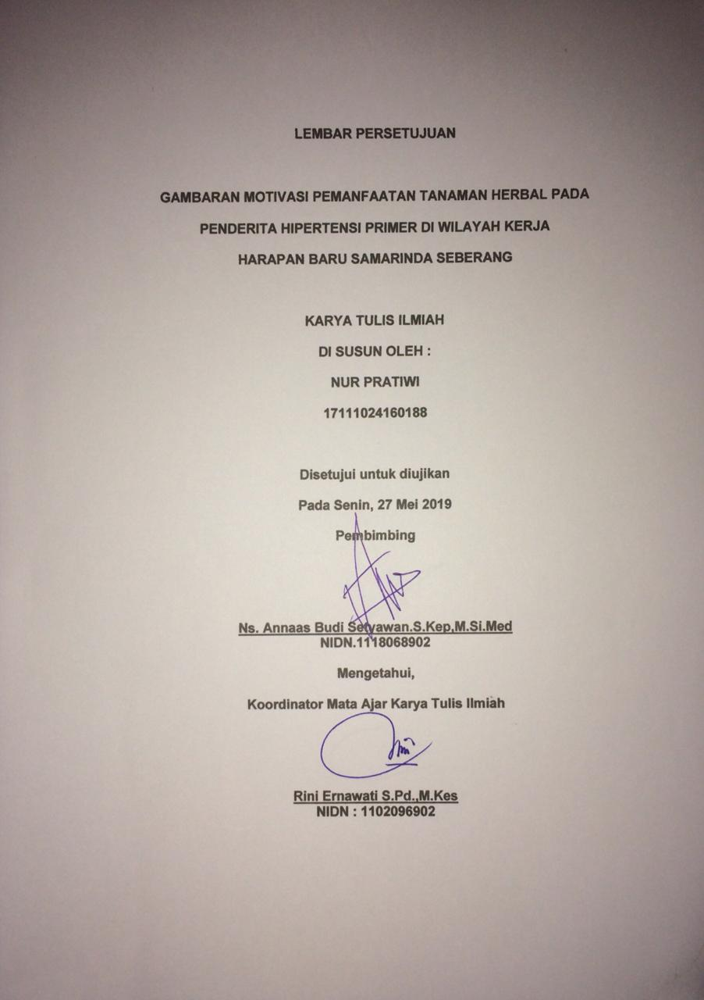 LEMBAR PERSETUJUAN
GAMBARAN MOTIVASI PEMANFAATAN TANAMAN HERBAL PADA
PENDERITA HIPERTENSI PRIMER DI WILAYAH KERJA
HARAPAN BARU SAMARINDA SEBERANG
KARYA TULIS ILMIAH
DI SUSUN OLEH :
NUR PRATIWI
17111024160188
Disetujui untuk diujikan
Pada Senin, 27 Mei 2019
Pembimbing
Ns. Annaas Budi Setyawan.S.Kep,M.Si.Med
NIDN.1118068902
Mengetahui,
Koordinator Mata Ajar Karya Tulis Ilmiah
Rini Ernawati S.Pd.,M.Kes
NIDN : 1102096902